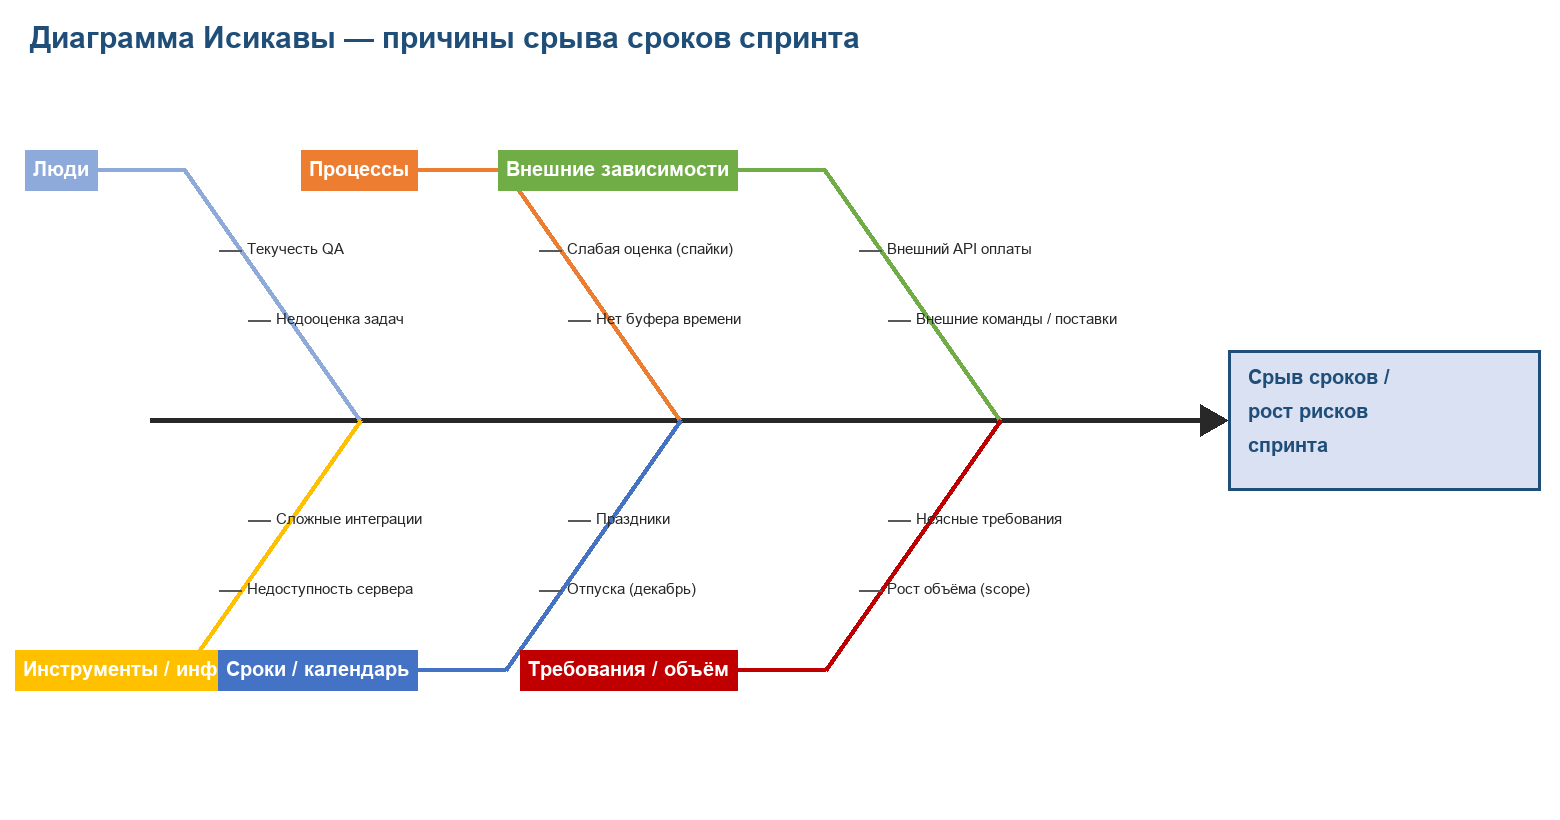 Диаграмма Исикавы — причины срыва сроков спринта
Люди
Процессы
Внешние зависимости
Текучесть QA
Слабая оценка (спайки)
Внешний API оплаты
Недооценка задач
Нет буфера времени
Внешние команды / поставки
Срыв сроков /
рост рисков
спринта
Сложные интеграции
Праздники
Неясные требования
Недоступность сервера
Отпуска (декабрь)
Рост объёма (scope)
Инструменты / инф
Сроки / календарь
Требования / объём